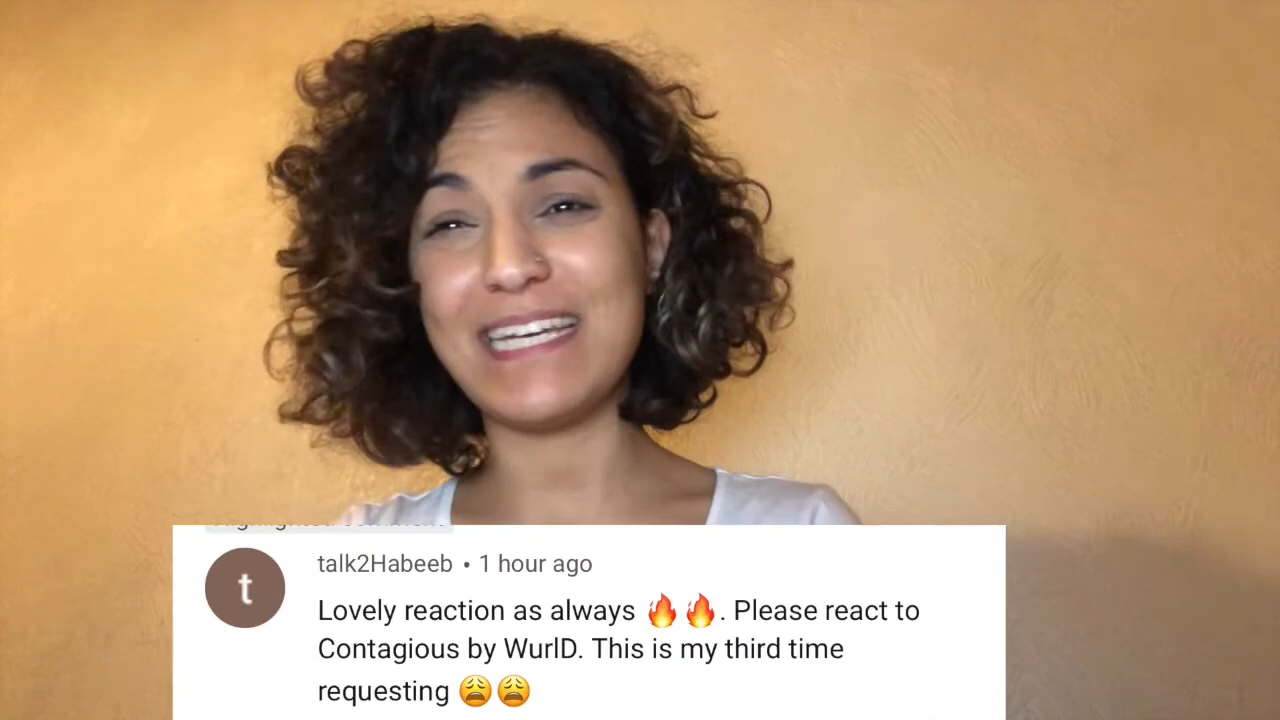 t
talk2Habeeb • 1 hour ago
Lovely reaction as always 🔥🔥. Please react to
Contagious by WurlD. This is my third time
requesting 😩😩